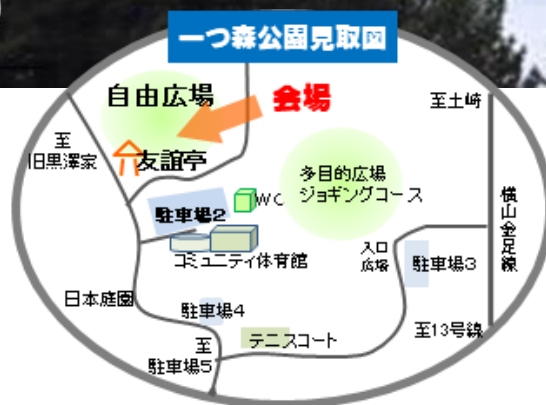 一つ森公園見取図
自由広場
会場
至土崎
至
旧黒澤家
友誼亭
多目的広場
ジョギングコース
WC
駐車場2
コミュニティ体育館
入口
広場
駐車場3
横山金足線
日本庭園
駐車場4
テニスコート
至13号線
至
駐車場5